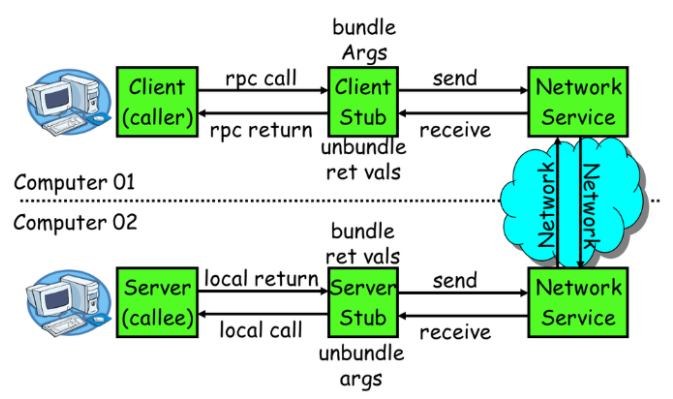 bundle
Args
Client
(caller)
rpc call
rpc return
Client
Stub
send
receive
Network
Service
unbundle
ret vals
Computer 01
Network
Network
Computer 02
bundle
ret vals
Server
(callee)
local return
local call
Server
Stub
send
receive
Network
Service
unbundle
args